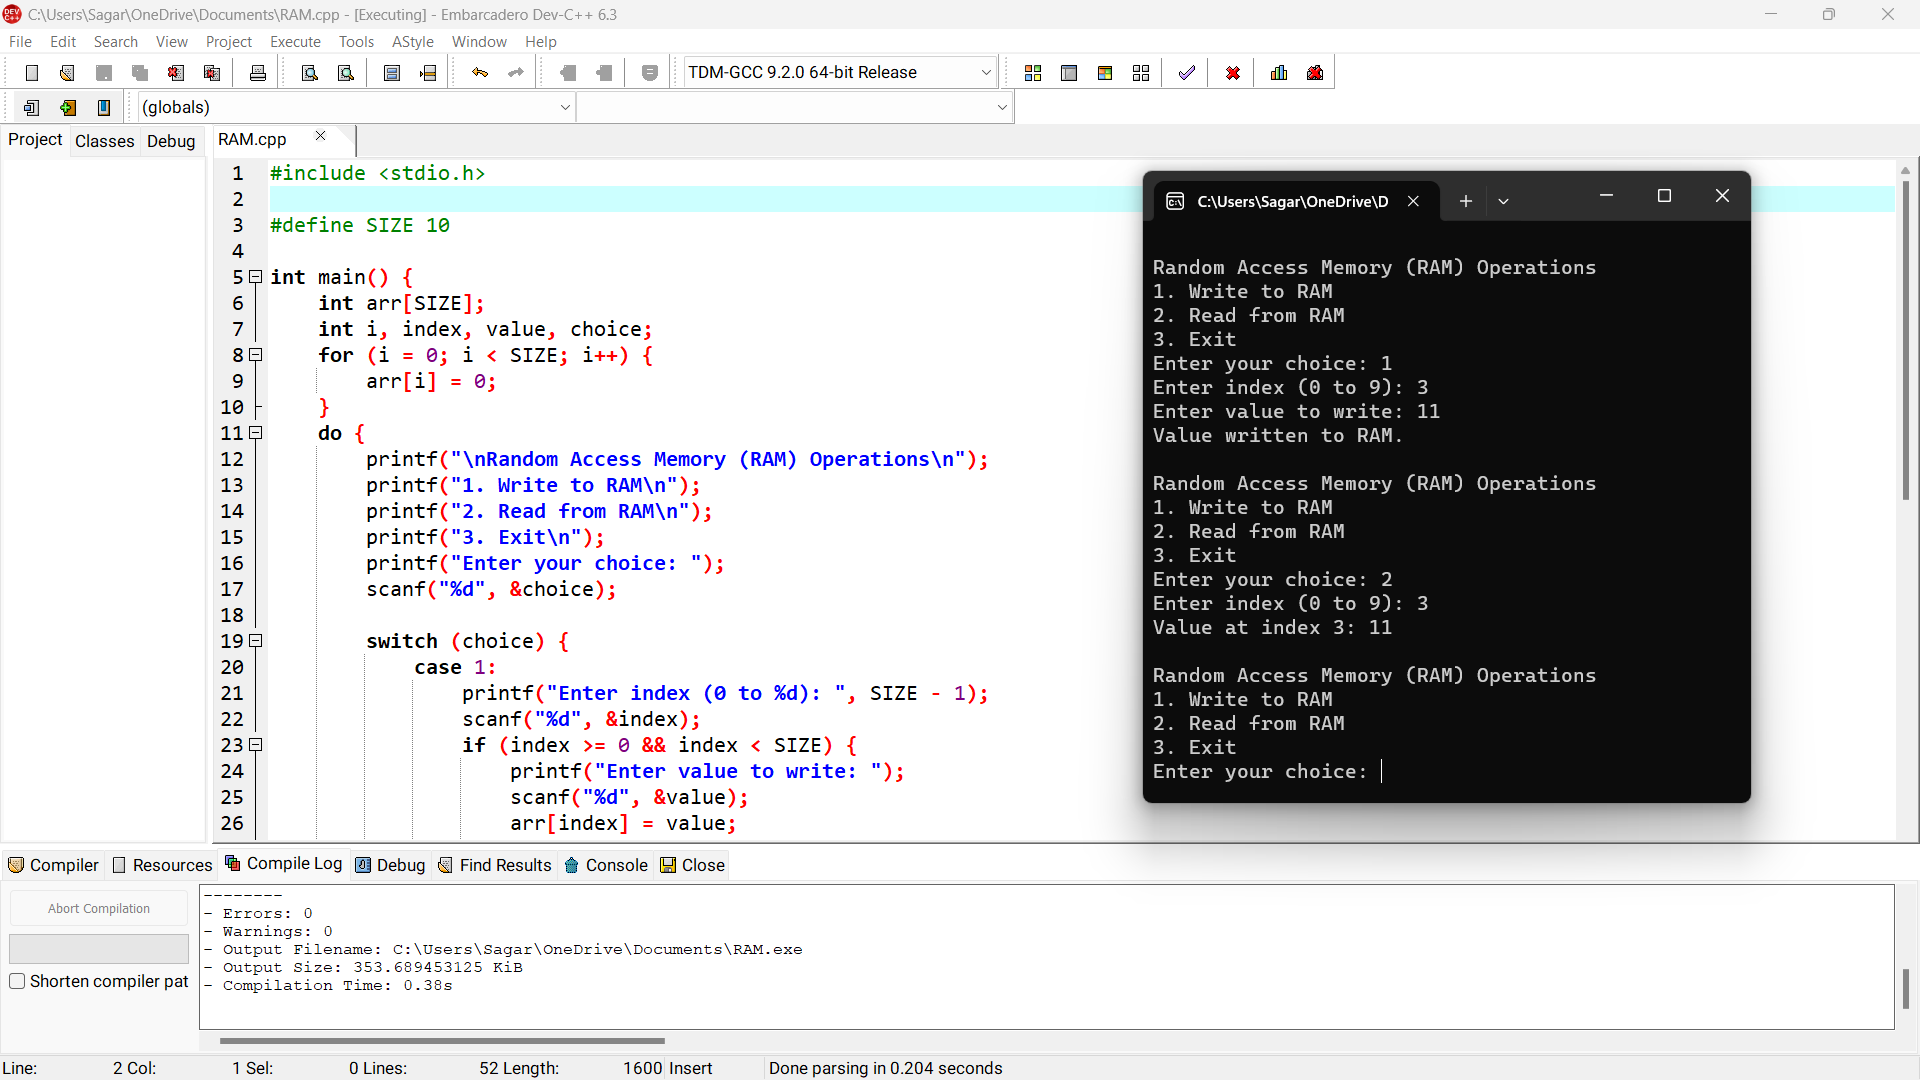 C:\Users\Sagar\OneDrive\Documents\RAM.cpp - [Executing] - Embarcadero Dev-C++ 6.3
File Edit Search View Project Execute Tools AStyle Window Help
TDM-GCC 9.2.0 64-bit Release
(globals)
Project Classes Debug
RAM.cpp
1 #include <stdio.h>
2
3 #define SIZE 10
4
5 int main() {
6     int arr[SIZE];
7     int i, index, value, choice;
8     for (i = 0; i < SIZE; i++) {
9         arr[i] = 0;
10     }
11     do {
12         printf("\nRandom Access Memory (RAM) Operations\n");
13         printf("1. Write to RAM\n");
14         printf("2. Read from RAM\n");
15         printf("3. Exit\n");
16         printf("Enter your choice: ");
17         scanf("%d", &choice);
18
19         switch (choice) {
20             case 1:
21                 printf("Enter index (0 to %d): ", SIZE - 1);
22                 scanf("%d", &index);
23                 if (index >= 0 && index < SIZE) {
24                     printf("Enter value to write: ");
25                     scanf("%d", &value);
26                     arr[index] = value;
C:\Users\Sagar\OneDrive\D
Random Access Memory (RAM) Operations
1. Write to RAM
2. Read from RAM
3. Exit
Enter your choice: 1
Enter index (0 to 9): 3
Enter value to write: 11
Value written to RAM.
Random Access Memory (RAM) Operations
1. Write to RAM
2. Read from RAM
3. Exit
Enter your choice: 2
Enter index (0 to 9): 3
Value at index 3: 11
Random Access Memory (RAM) Operations
1. Write to RAM
2. Read from RAM
3. Exit
Enter your choice:
Compiler Resources Compile Log Debug Find Results Console Close
Abort Compilation
Shorten compiler pat
--------
- Errors: 0
- Warnings: 0
- Output Filename: C:\Users\Sagar\OneDrive\Documents\RAM.exe
- Output Size: 353.689453125 KiB
- Compilation Time: 0.38s
Line: 2 Col: 1 Sel: 0 Lines: 52 Length: 1600 Insert Done parsing in 0.204 seconds